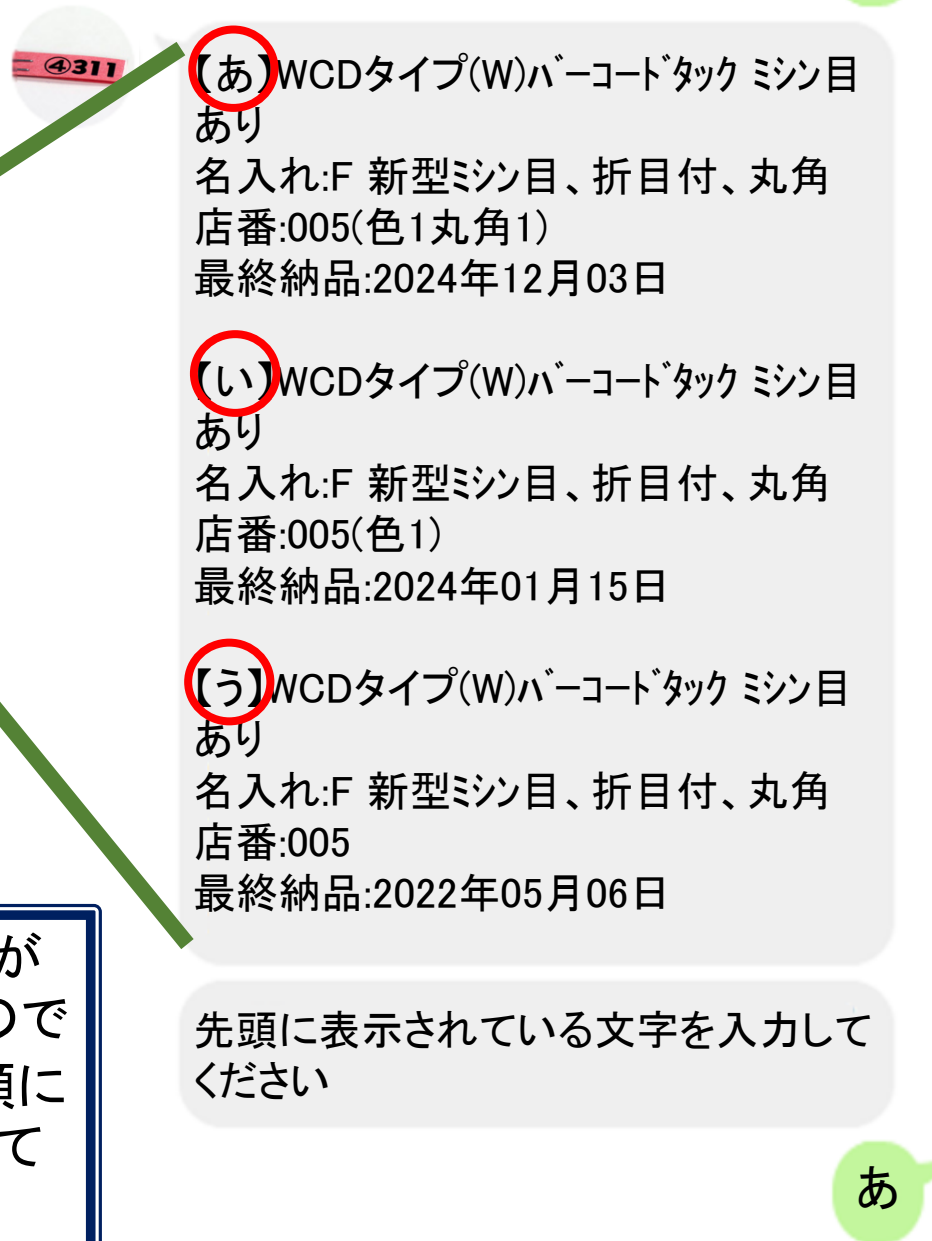 ④311
【あ】WCDタイプ(W)ﾊﾞｰｺｰﾄﾞﾀｯｸ ﾐｼﾝ目
あり
名入れ:F 新型ﾐｼﾝ目、折目付、丸角
店番:005(色1丸角1)
最終納品:2024年12月03日
【い】WCDタイプ(W)ﾊﾞｰｺｰﾄﾞﾀｯｸ ﾐｼﾝ目
あり
名入れ:F 新型ﾐｼﾝ目、折目付、丸角
店番:005(色1)
最終納品:2024年01月15日
【う】WCDタイプ(W)ﾊﾞｰｺｰﾄﾞﾀｯｸ ﾐｼﾝ目
あり
名入れ:F 新型ﾐｼﾝ目、折目付、丸角
店番:005
最終納品:2022年05月06日
先頭に表示されている文字を入力して
ください
あ
が
ので
頭に
て